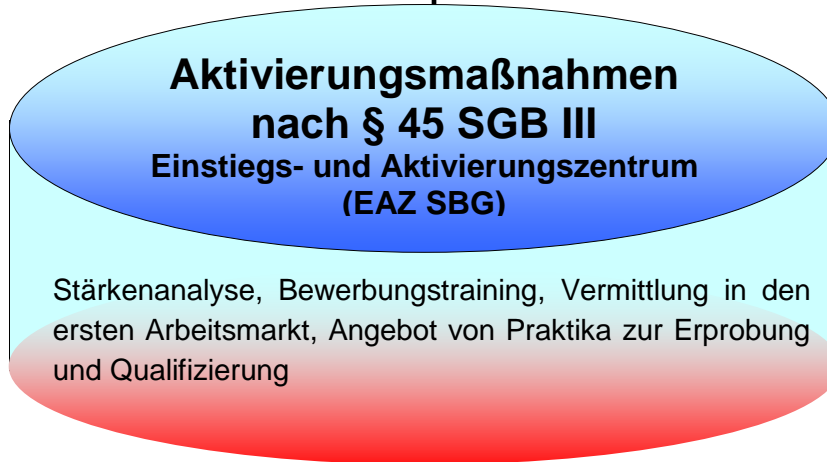 Aktivierungsmaßnahmen
nach § 45 SGB III
Einstiegs- und Aktivierungszentrum
(EAZ SBG)
Stärkenanalyse, Bewerbungstraining, Vermittlung in den
ersten Arbeitsmarkt, Angebot von Praktika zur Erprobung
und Qualifizierung